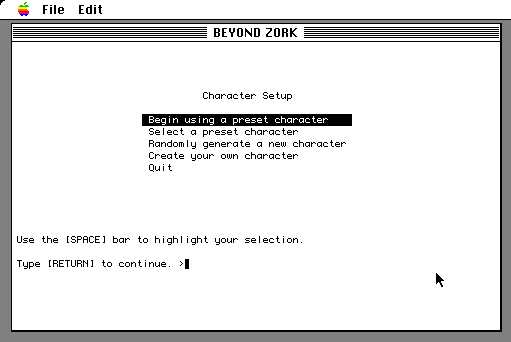 File Edit
BEYOND ZORK
Character Setup
Begin using a preset character
Select a preset character
Randomly generate a new character
Create your own character
Quit
Use the [SPACE] bar to highlight your selection.
Type [RETURN] to continue. >